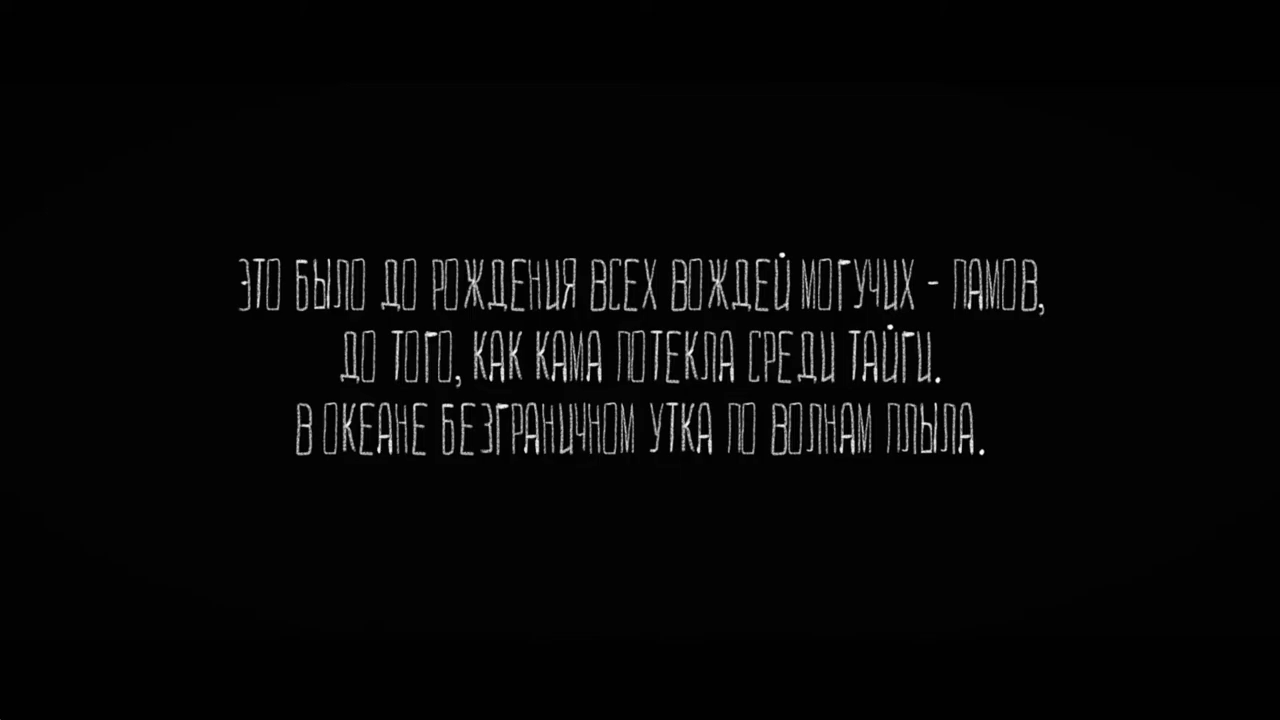 ЭТО БЫЛО ДО РОЖДЕНИЯ ВСЕХ ВОЖДЕЙ МОГУЧИХ - ПАМОВ,
ДО ТОГО, КАК КАМА ПОТЕКЛА СРЕДИ ТАЙГИ.
В ОКЕАНЕ БЕЗГРАНИЧНОМ УТКА ПО ВОЛНАМ ПЛЫЛА.